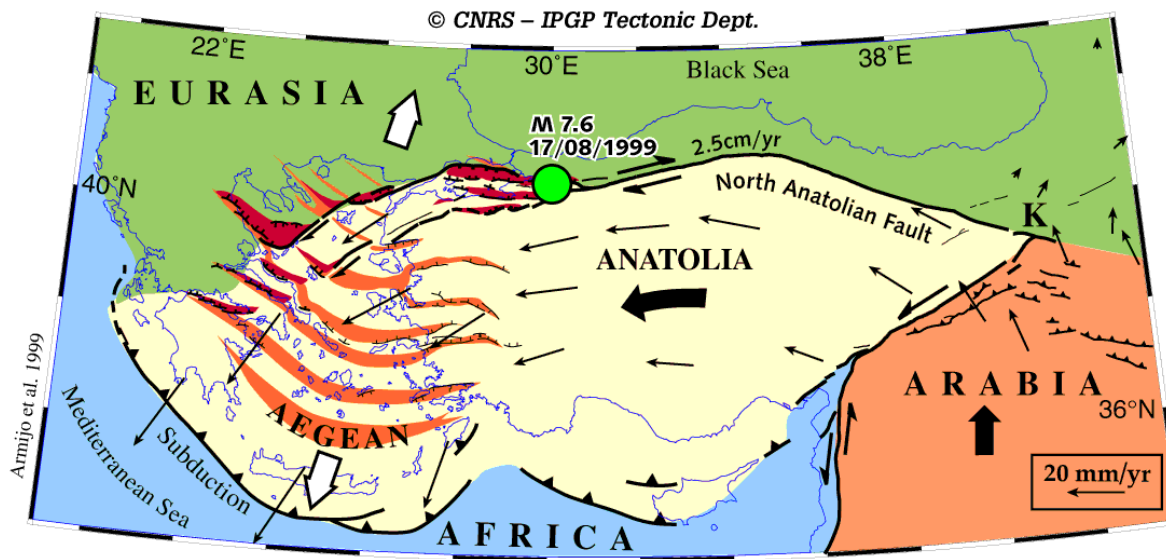 © CNRS – IPGP Tectonic Dept.
22°E
30°E
38°E
Black Sea
EURASIA
M 7.6
17/08/1999
2.5cm/yr
40°N
North Anatolian Fault
K
ANATOLIA
ARABIA
36°N
AEGEAN
Subduction
Mediterranean Sea
AFRICA
20 mm/yr
Armijo et al. 1999